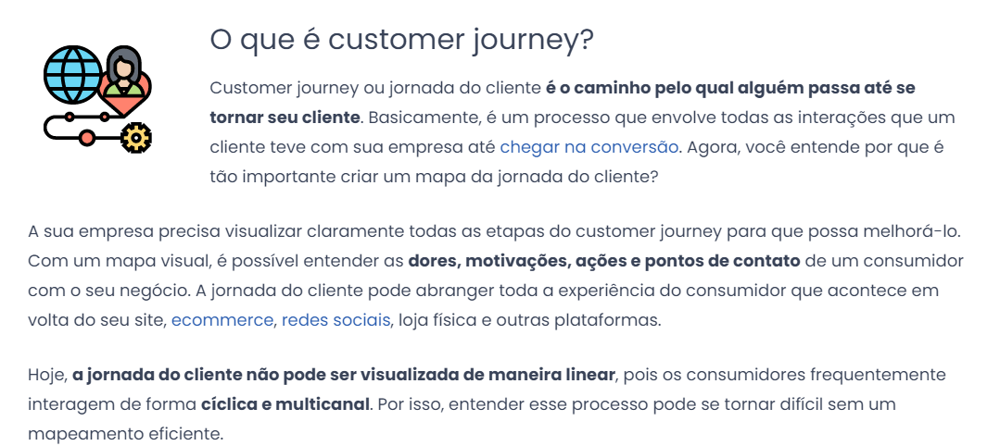 O que é customer journey?
Customer journey ou jornada do cliente é o caminho pelo qual alguém passa até se
tornar seu cliente. Basicamente, é um processo que envolve todas as interações que um
cliente teve com sua empresa até chegar na conversão. Agora, você entende por que é
tão importante criar um mapa da jornada do cliente?
A sua empresa precisa visualizar claramente todas as etapas do customer journey para que possa melhorá-lo.
Com um mapa visual, é possível entender as dores, motivações, ações e pontos de contato de um consumidor
com o seu negócio. A jornada do cliente pode abranger toda a experiência do consumidor que acontece em
volta do seu site, ecommerce, redes sociais, loja física e outras plataformas.
Hoje, a jornada do cliente não pode ser visualizada de maneira linear, pois os consumidores frequentemente
interagem de forma cíclica e multicanal. Por isso, entender esse processo pode se tornar difícil sem um
mapeamento eficiente.